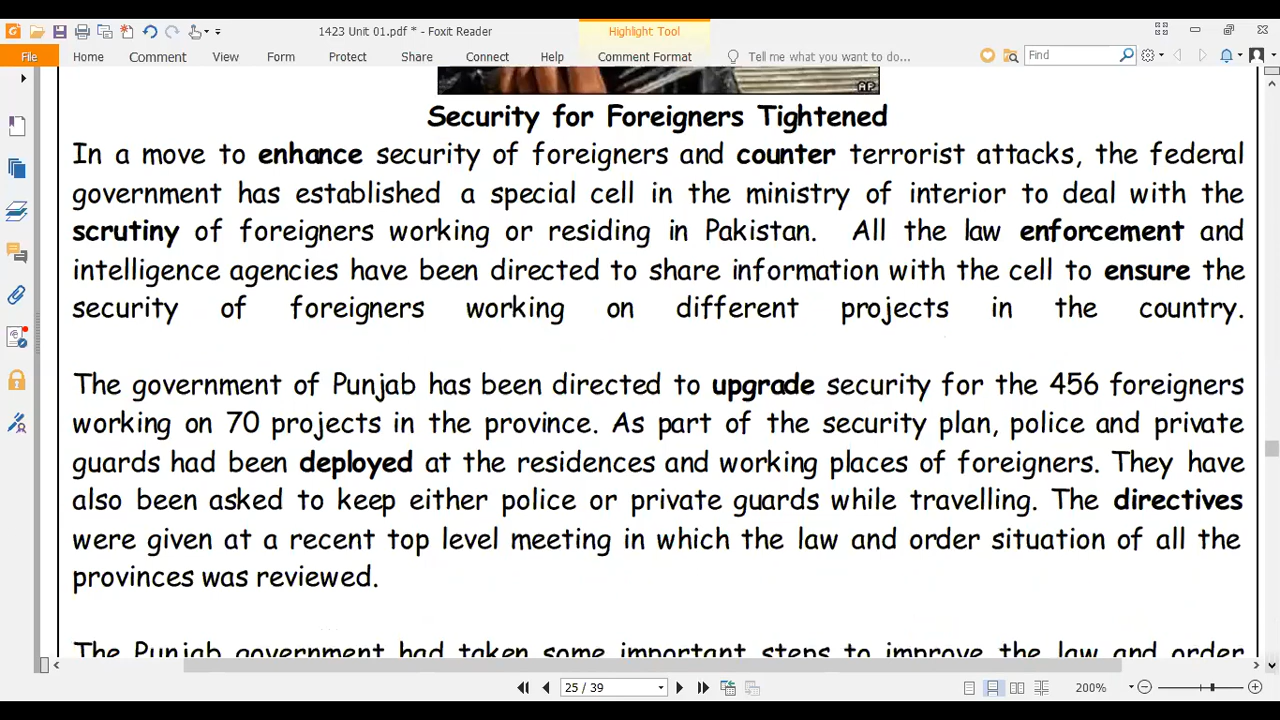 1423 Unit 01.pdf * - Foxit Reader
Highlight Tool
File Home Comment View Form Protect Share Connect Help Comment Format Tell me what you want to do... Find
AP
Security for Foreigners Tightened
In a move to enhance security of foreigners and counter terrorist attacks, the federal
government has established a special cell in the ministry of interior to deal with the
scrutiny of foreigners working or residing in Pakistan. All the law enforcement and
intelligence agencies have been directed to share information with the cell to ensure the
security of foreigners working on different projects in the country.
The government of Punjab has been directed to upgrade security for the 456 foreigners
working on 70 projects in the province. As part of the security plan, police and private
guards had been deployed at the residences and working places of foreigners. They have
also been asked to keep either police or private guards while travelling. The directives
were given at a recent top level meeting in which the law and order situation of all the
provinces was reviewed.
The Punjab government had taken some important steps to improve the law and order
25 / 39
200%